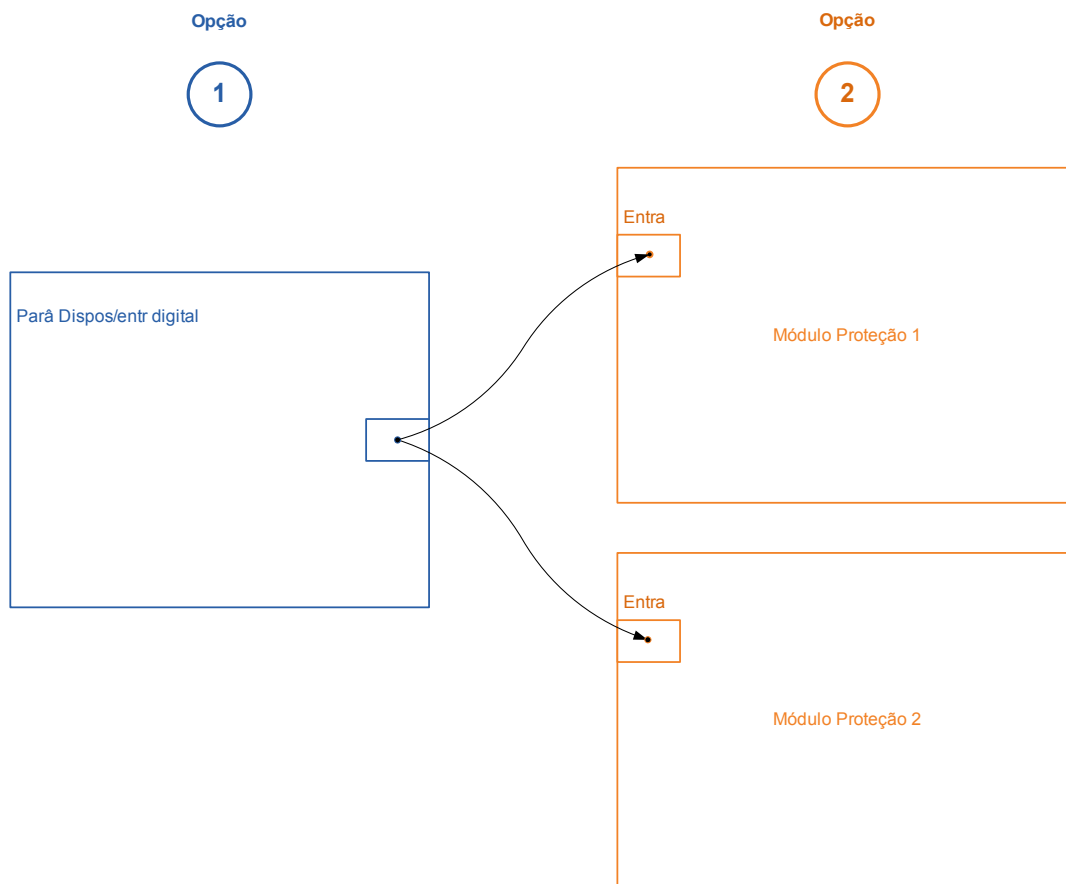 Opção
1
Opção
2
Parâ Dispos/entr digital
Entra
Módulo Proteção 1
Entra
Módulo Proteção 2